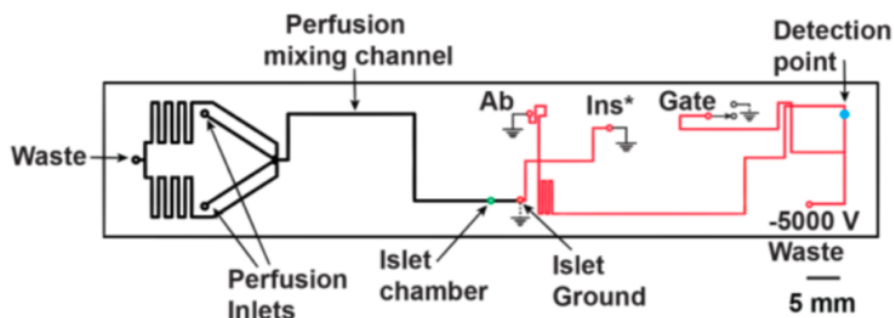 Perfusion
mixing channel
Detection
point
Ab
Ins*
Gate
Waste
-5000 V
Waste
Perfusion
Inlets
Islet
chamber
Islet
Ground
5 mm